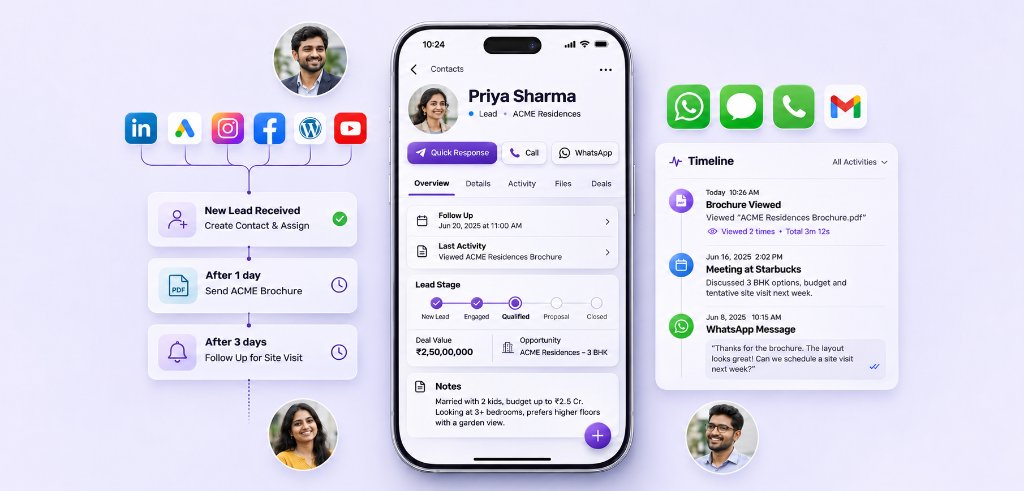 in
W
New Lead Received
Create Contact & Assign
PDF
After 1 day
Send ACME Brochure
After 3 days
Follow Up for Site Visit
10:24
Contacts
Priya Sharma
Lead • ACME Residences
Quick Response
Call
WhatsApp
Overview Details Activity Files Deals
Follow Up
Jun 20, 2025 at 11:00 AM
Last Activity
Viewed ACME Residences Brochure
Lead Stage
New Lead Engaged Qualified Proposal Closed
Deal Value
₹2,50,00,000
Opportunity
ACME Residences – 3 BHK
Notes
Married with 2 kids, budget up to ₹2.5 Cr.
Looking at 3+ bedrooms, prefers higher floors
with a garden view.
Timeline
All Activities
Today 10:26 AM
Brochure Viewed
Viewed “ACME Residences Brochure.pdf”
Viewed 2 times • Total 3m 12s
Jun 16, 2025 2:02 PM
Meeting at Starbucks
Discussed 3 BHK options, budget and
tentative site visit next week.
Jun 8, 2025 10:15 AM
WhatsApp Message
“Thanks for the brochure. The layout
looks great! Can we schedule a site visit
next week?”